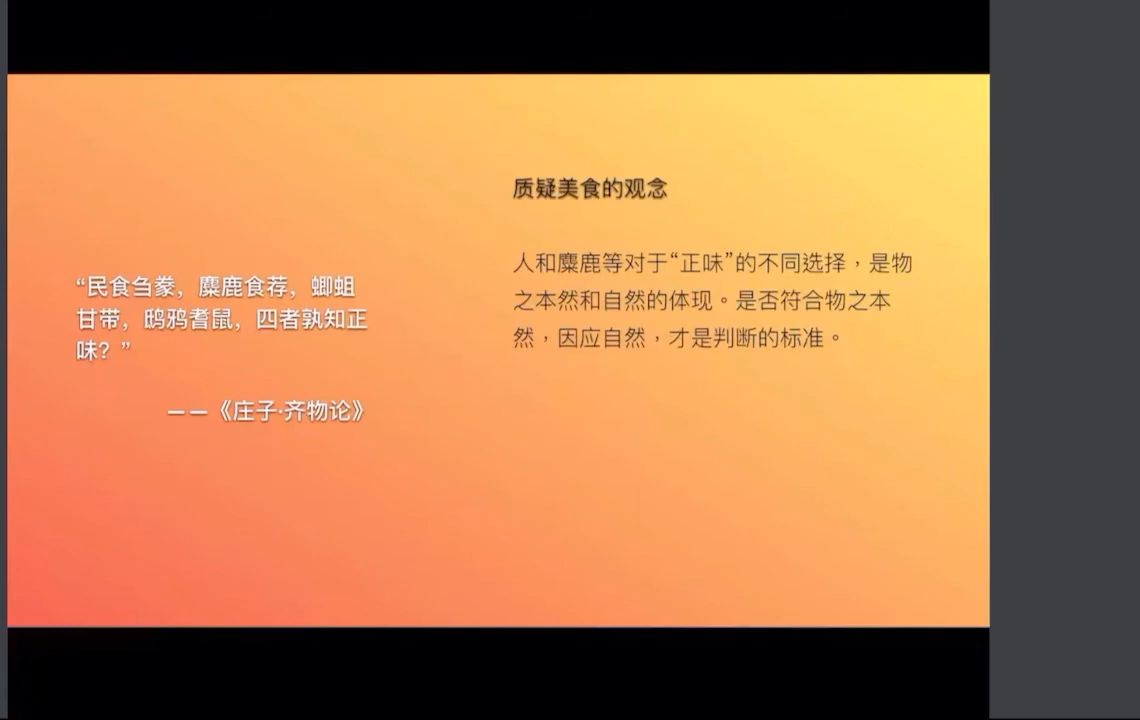 “民食刍豢，麋鹿食荐，蝍蛆
甘带，鸱鸦耆鼠，四者孰知正
味？”
——《庄子·齐物论》
质疑美食的观念
人和麋鹿等对于“正味”的不同选择，是物
之本然和自然的体现。是否符合物之本
然，因应自然，才是判断的标准。